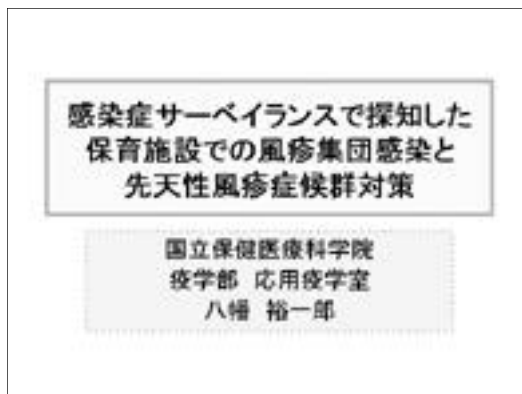 感染症サーベイランスで探知した
保育施設での風疹集団感染と
先天性風疹症候群対策
国立保健医療科学院
疫学部 応用疫学室
八幡 裕一郎